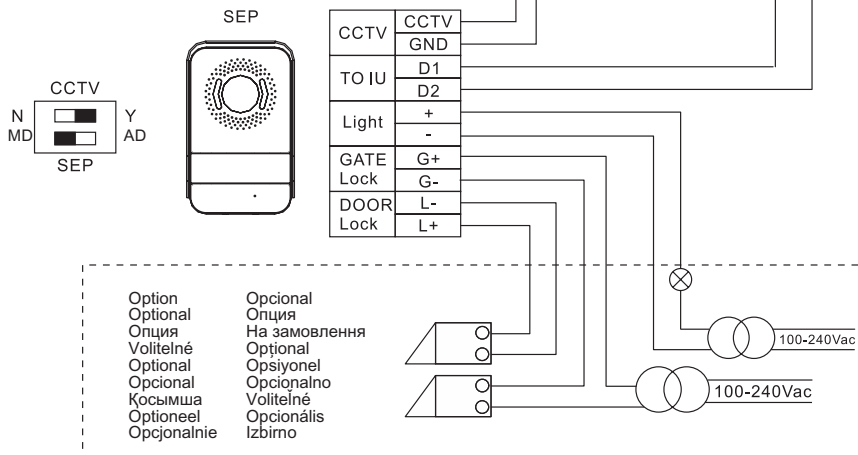 SEP
CCTV
N Y
MD AD
SEP
CCTV CCTV
GND
TO IU D1
D2
Light +
-
GATE Lock G+
G-
DOOR Lock L-
L+
Option Opcional
Optional Опция
Опция На замовлення
Volitelné Opțional
Optional Opsiyonel
Opcional Opcionalno
Қосымша Voliteľné
Optioneel Opcionális
Opcjonalnie Izbirno
100-240Vac
100-240Vac